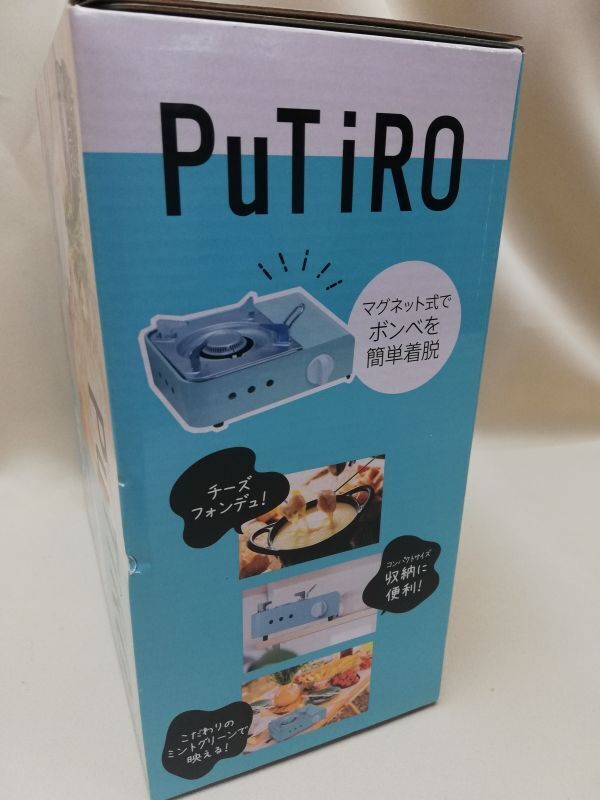 PuTiRO
マグネット式で
ボンベを
簡単着脱
チーズ
フォンデュ!
コンパクトサイズ
収納に
便利!
こだわりの
ミントグリーンで
映える!